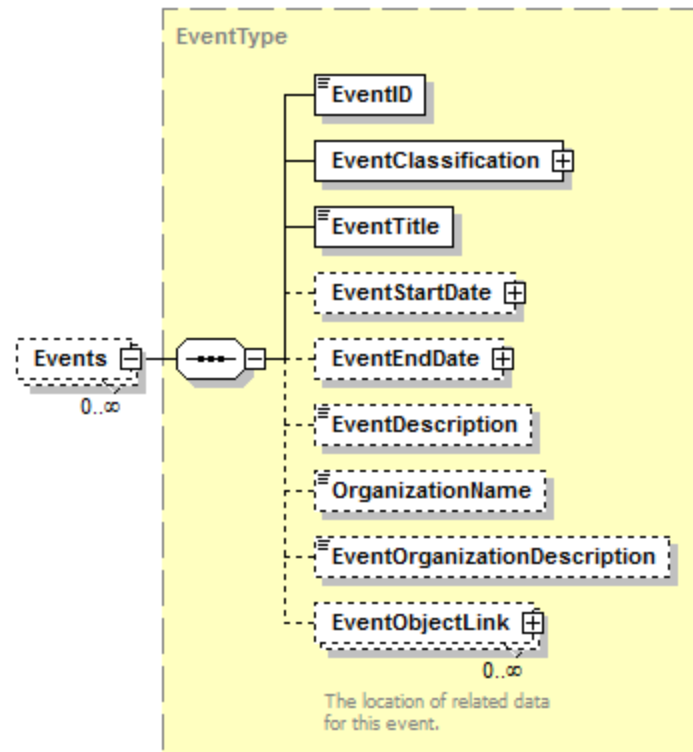 EventType
EventID
EventClassification
EventTitle
EventStartDate
Events
0..∞
EventEndDate
EventDescription
OrganizationName
EventOrganizationDescription
EventObjectLink
0..∞
The location of related data
for this event.